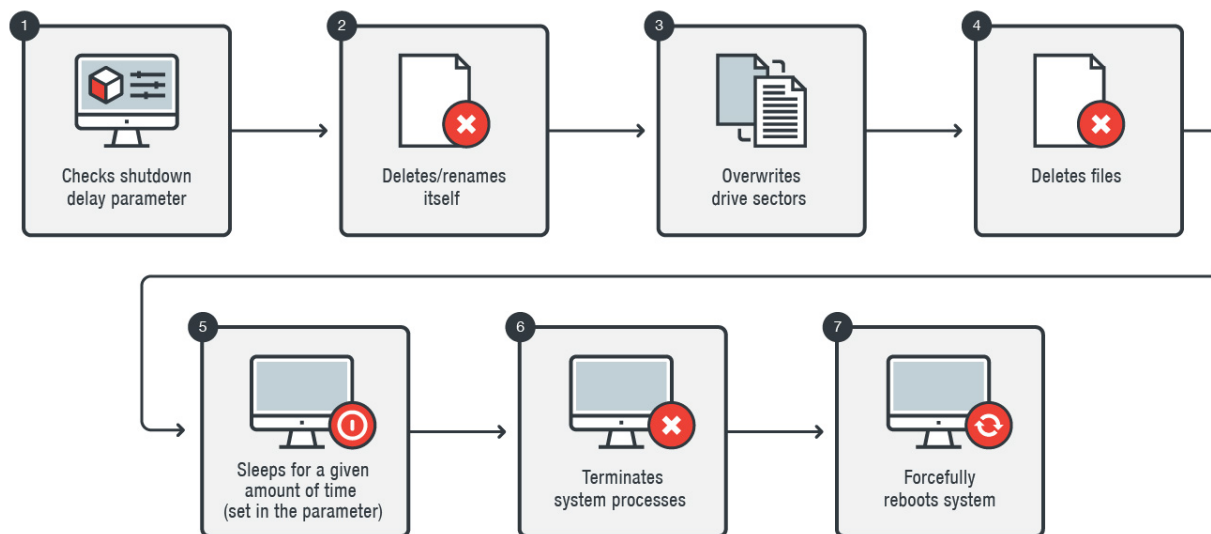 1
Checks shutdown
delay parameter
2
Deletes/renames
itself
3
Overwrites
drive sectors
4
Deletes files
5
Sleeps for a given
amount of time
(set in the parameter)
6
Terminates
system processes
7
Forcefully
reboots system